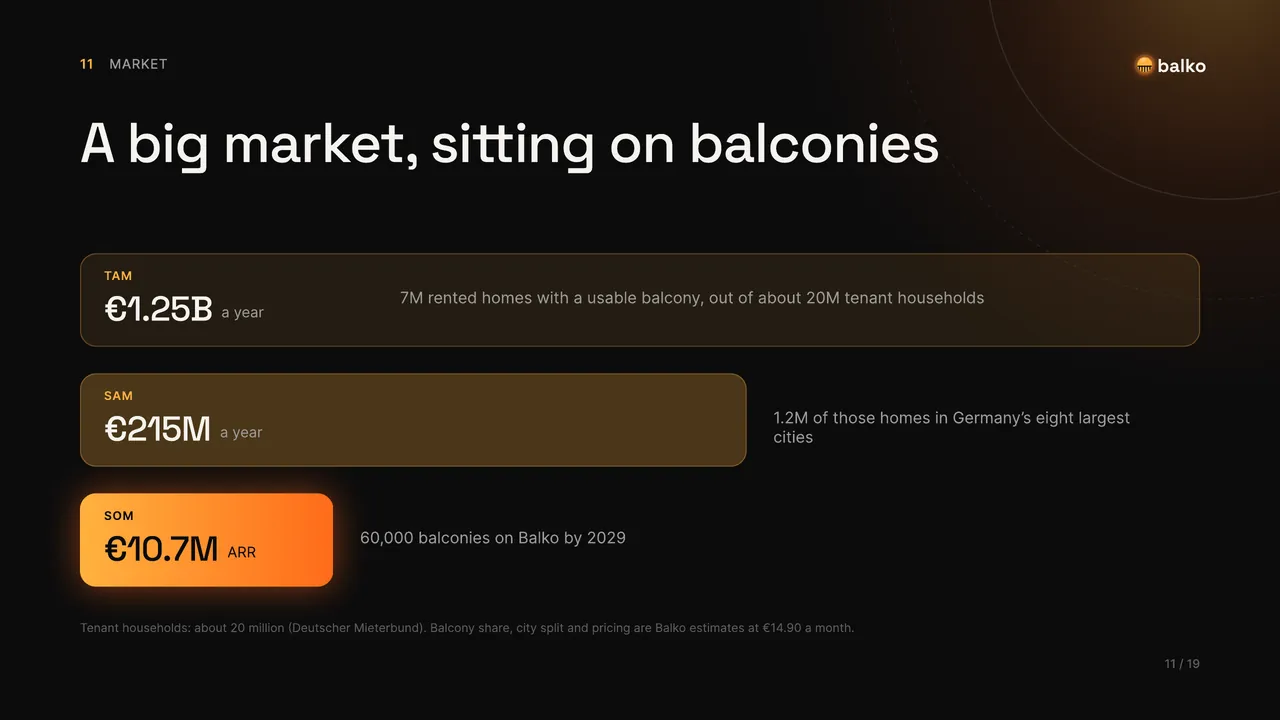 11 MARKET
balko
A big market, sitting on balconies
TAM
€1.25B a year
7M rented homes with a usable balcony, out of about 20M tenant households
SAM
€215M a year
1.2M of those homes in Germany’s eight largest
cities
SOM
€10.7M ARR
60,000 balconies on Balko by 2029
Tenant households: about 20 million (Deutscher Mieterbund). Balcony share, city split and pricing are Balko estimates at €14.90 a month.
11 / 19